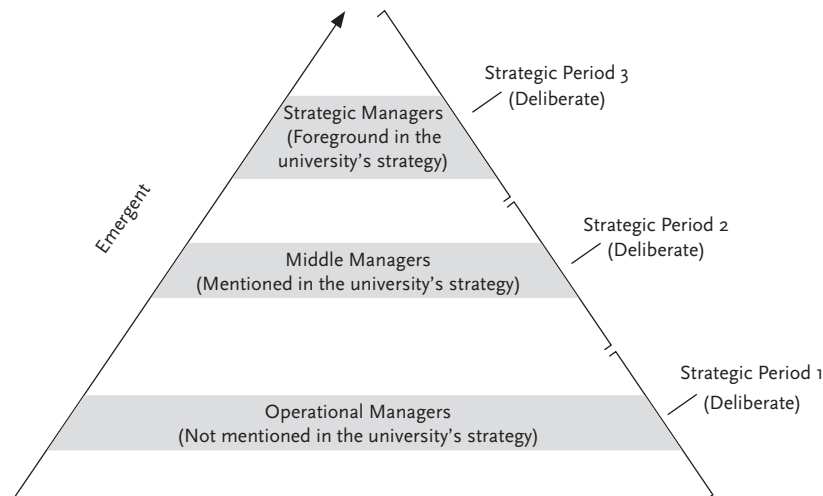 Strategic Period 3
(Deliberate)
Strategic Managers
(Foreground in the
university's strategy)
Emergent
Strategic Period 2
(Deliberate)
Middle Managers
(Mentioned in the university's strategy)
Strategic Period 1
(Deliberate)
Operational Managers
(Not mentioned in the university's strategy)